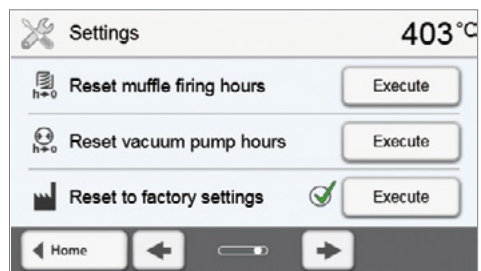 Settings 403°C
h→0 Reset muffle firing hours Execute
h→0 Reset vacuum pump hours Execute
Reset to factory settings Execute
Home